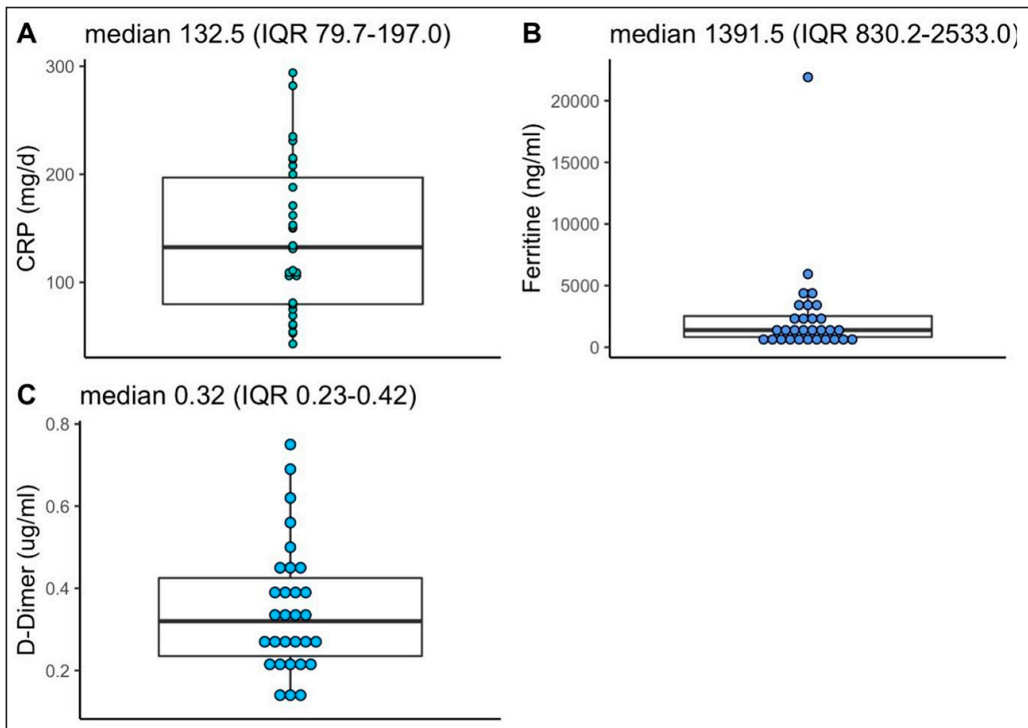 A
median 132.5 (IQR 79.7-197.0)
300
200
100
CRP (mg/d)
B
median 1391.5 (IQR 830.2-2533.0)
20000
15000
10000
5000
0
Ferritine (ng/ml)
C
median 0.32 (IQR 0.23-0.42)
0.8
0.6
0.4
0.2
D-Dimer (ug/ml)